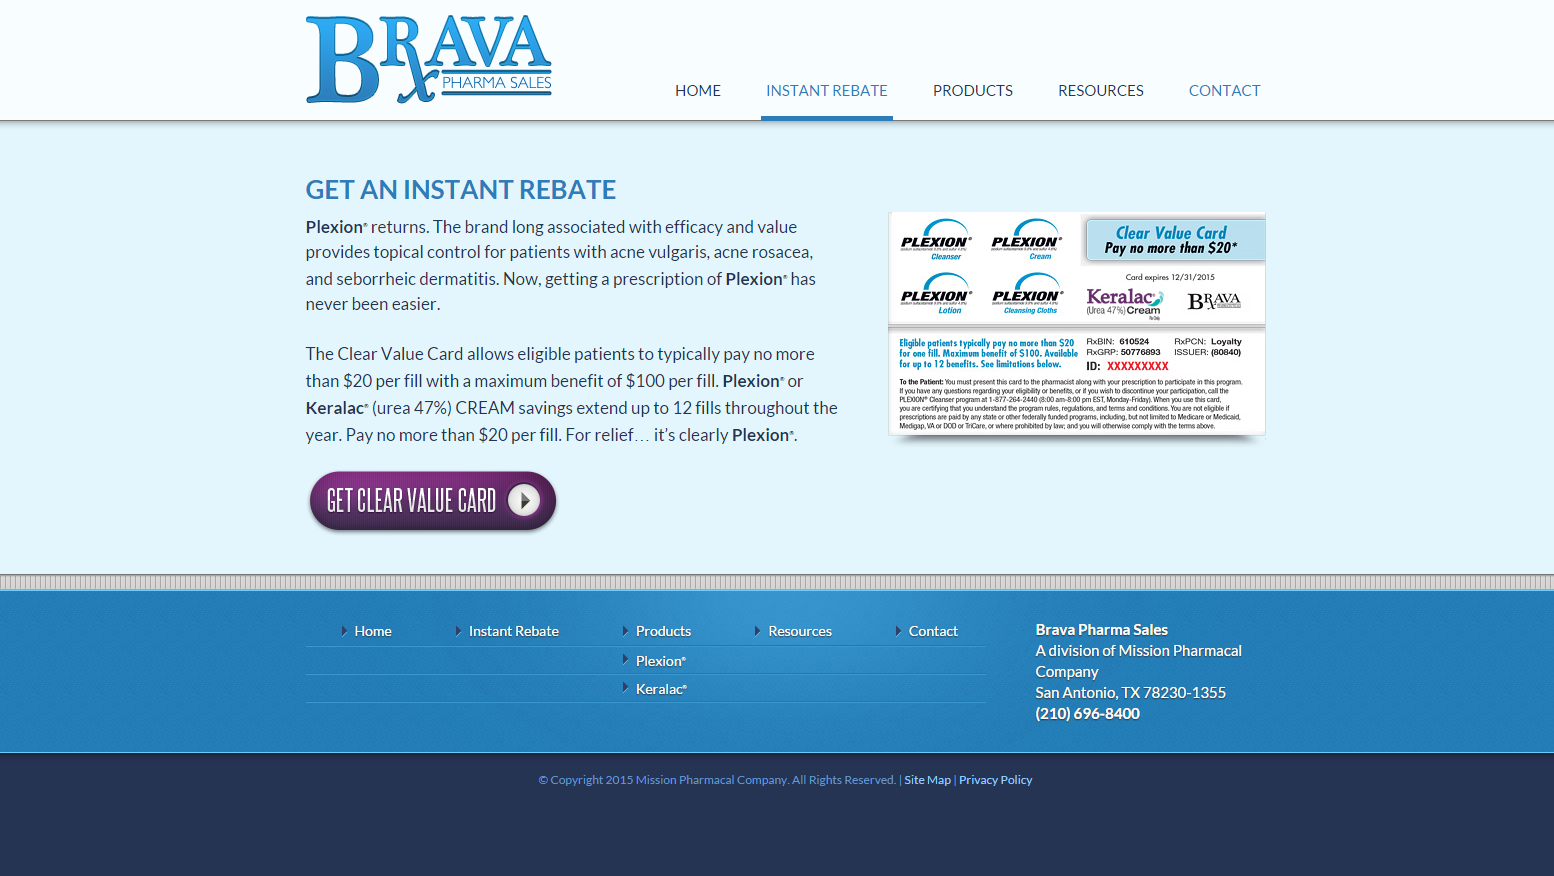 BRAVA
Rx PHARMA SALES
HOME INSTANT REBATE PRODUCTS RESOURCES CONTACT
GET AN INSTANT REBATE
Plexion® returns. The brand long associated with efficacy and value
provides topical control for patients with acne vulgaris, acne rosacea,
and seborrheic dermatitis. Now, getting a prescription of Plexion® has
never been easier.
The Clear Value Card allows eligible patients to typically pay no more
than $20 per fill with a maximum benefit of $100 per fill. Plexion® or
Keralac® (urea 47%) CREAM savings extend up to 12 fills throughout the
year. Pay no more than $20 per fill. For relief… it's clearly Plexion®.
GET CLEAR VALUE CARD
PLEXION®
Cleanser
PLEXION®
Cream
Clear Value Card
Pay no more than $20*
Card expires 12/31/2015
PLEXION®
Lotion
PLEXION®
Cleansing Cloths
Keralac®
(Urea 47%) Cream
Rx Only
BRAVA
Eligible patients typically pay no more than $20
for one fill. Maximum benefit of $100. Available
for up to 12 benefits. See limitations below.
RxBIN: 610524 RxPCN: Loyalty
RxGRP: 50776893 ISSUER: (80840)
ID: XXXXXXXXX
To the Patient: You must present this card to the pharmacist along with your prescription to participate in this program.
If you have any questions regarding your eligibility or benefits, or if you wish to discontinue your participation, call the
PLEXION® Cleanser program at 1-877-264-2440 (8:00 am-8:00 pm EST, Monday-Friday). When you use this card,
you are certifying that you understand the program rules, regulations, and terms and conditions. You are not eligible if
prescriptions are paid by any state or other federally funded programs, including, but not limited to Medicare or Medicaid,
Medigap, VA or DOD or TriCare, or where prohibited by law; and you will otherwise comply with the terms above.
Home Instant Rebate Products Resources Contact
Plexion®
Keralac®
Brava Pharma Sales
A division of Mission Pharmacal
Company
San Antonio, TX 78230-1355
(210) 696-8400
© Copyright 2015 Mission Pharmacal Company. All Rights Reserved. | Site Map | Privacy Policy